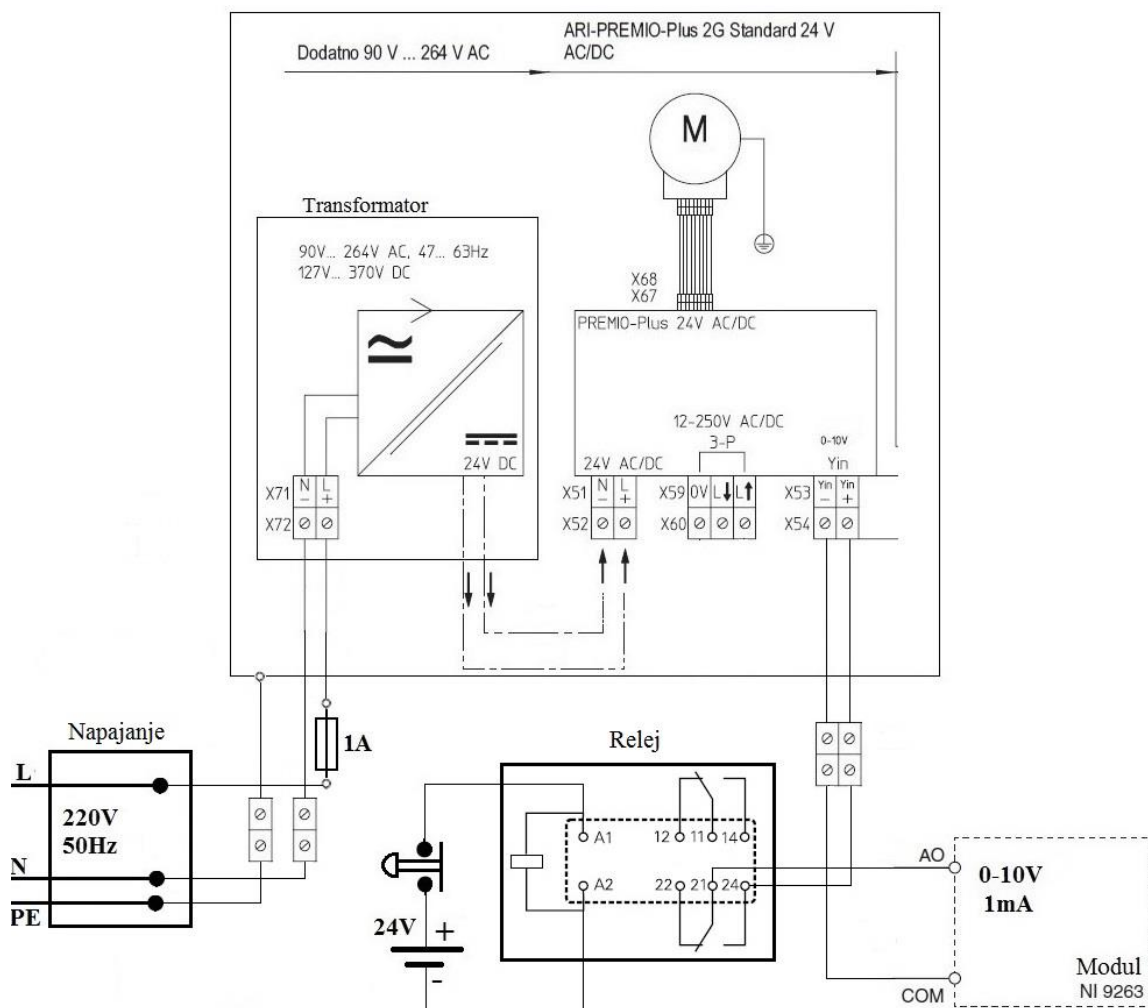 ARI-PREMIO-Plus 2G Standard 24 V
AC/DC
Dodatno 90 V ... 264 V AC
M
Transformator
90V... 264V AC, 47... 63Hz
127V... 370V DC
X68
X67
PREMIO-Plus 24V AC/DC
12-250V AC/DC
3-P
0-10V
Yin
24V DC
24V AC/DC
X71 N - L +
X72
X51 N - L +
X52
X59 0V L↓ L↑
X60
X53 Yin - Yin +
X54
Napajanje
1A
Relej
L
220V
50Hz
N
PE
A1 12 11 14
A2 22 21 24
24V + -
AO
0-10V
1mA
COM
Modul
NI 9263